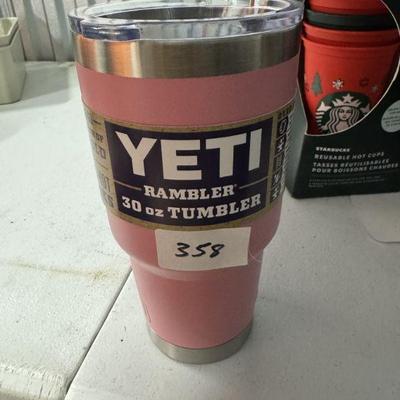 YETI
RAMBLER®
30 oz TUMBLER
358
STARBUCKS
REUSABLE HOT CUPS
TASSES RÉUTILISABLES
POUR BOISSONS CHAUDES